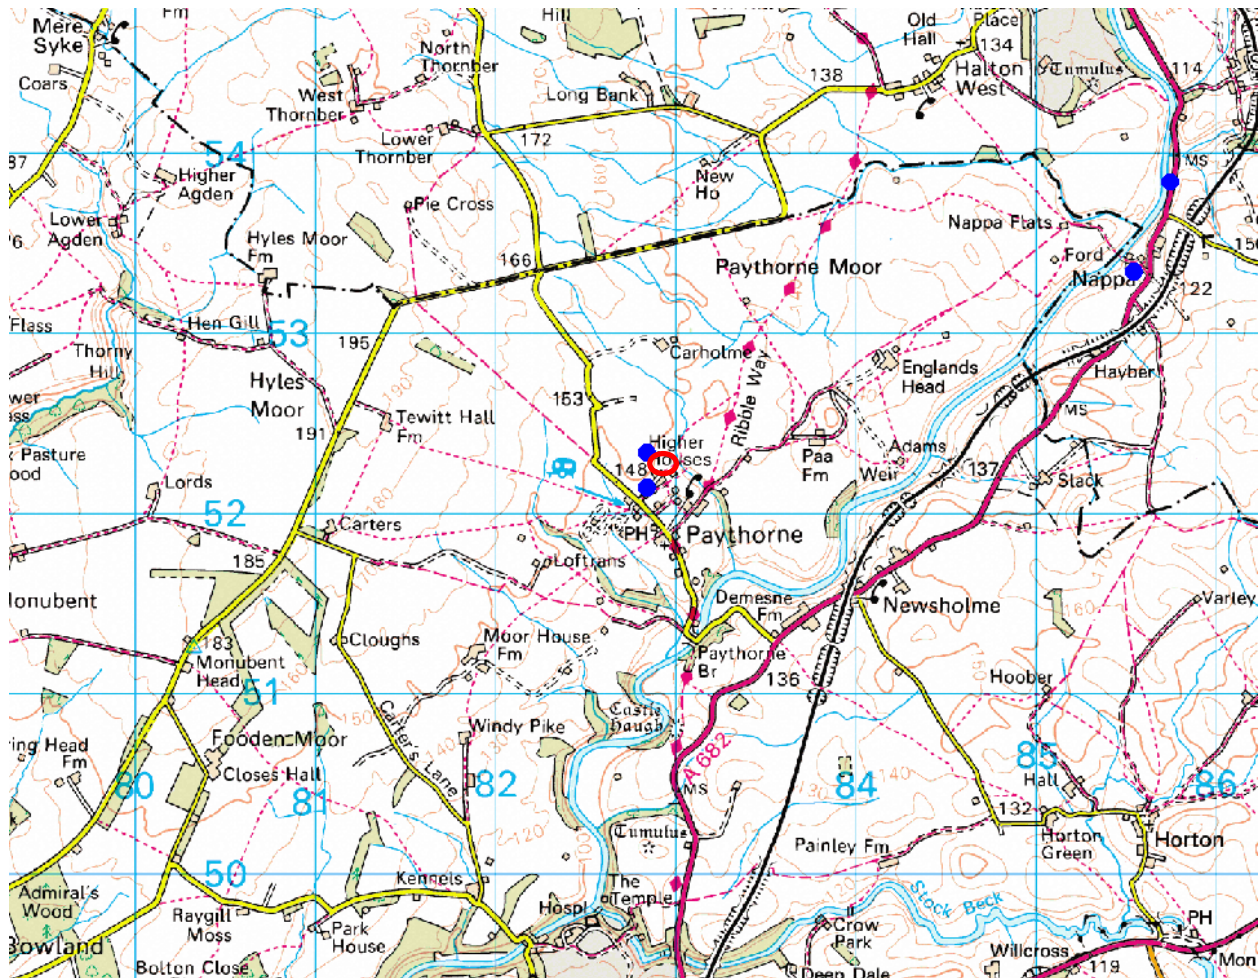 Mere
Syke
Fm
Coars
North
Thornber
West
Thornber
Hill
Long Bank
Old
Hall
Place
134
Halton
West
138
Tumulus
114
Lower
Thornber
172
87
54
Higher
Agden
New
Ho
MS
Pie Cross
Lower
Agden
Hyles Moor
Fm
Nappa Flats
166
Paythorne Moor
Ford
Nappa
122
Flass
Hen Gill
53
195
Thorny
Hill
Carholme
Ribble Way
Englands
Head
Hayber
Hyles
Moor
153
MS
Tewitt Hall
Fm
191
Higher
148
Paa
Fm
Adams
Weir
137
Slack
Lords
52
Carters
PH
Paythorne
185
Loftrans
Demesne
Fm
Newsholme
Varley
Cloughs
Moor House
Fm
183
Monubent
Head
Paythorne
Br
136
Hoober
51
Castle
Haugh
Carter's Lane
Windy Pike
Fooden Moor
A 682
Closes Hall
Fm
80
81
82
84
85
86
MS
Hall
132
Tumulus
Painley Fm
Horton
Green
Horton
50
Kennels
The
Temple
Admiral's
Wood
Raygill
Moss
Park
House
Hospl
Stock Beck
Crow
Park
PH
Willcross
Bolton Close
119